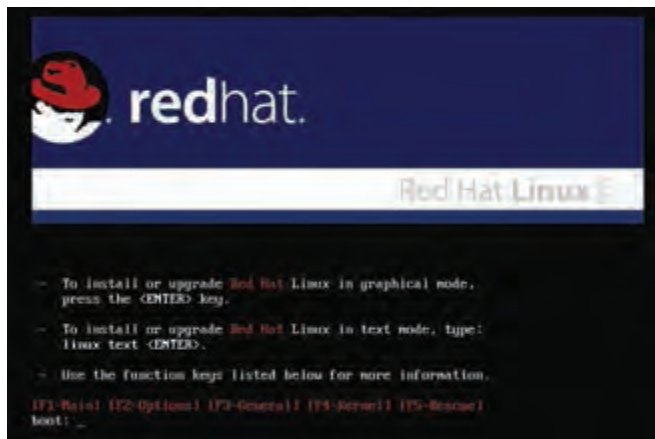 redhat.
Red Hat Linux
- To install or upgrade Red Hat Linux in graphical mode,
press the <ENTER> key.
- To install or upgrade Red Hat Linux in text mode, type:
linux text <ENTER>.
- Use the function keys listed below for more information.
[F1-Main] [F2-Options] [F3-General] [F4-Kernel] [F5-Rescue]
boot: _